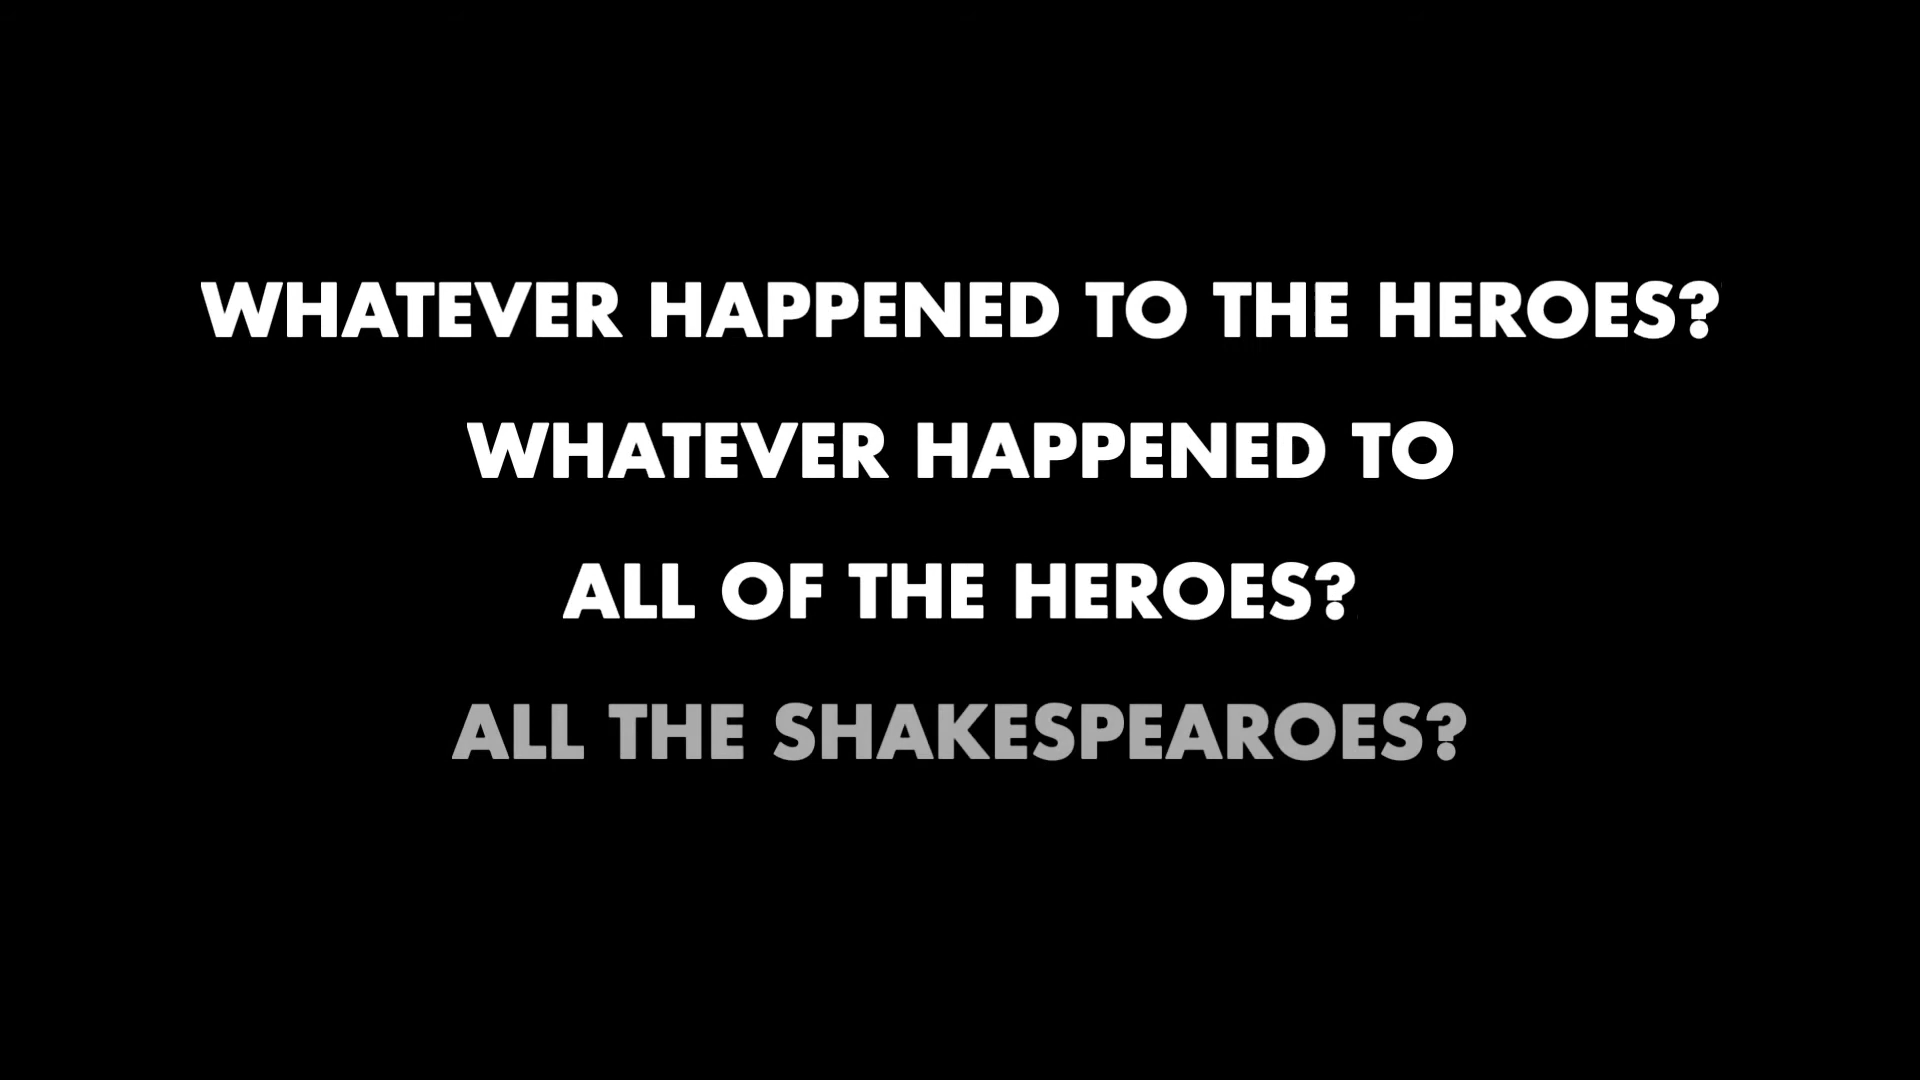 WHATEVER HAPPENED TO THE HEROES?
WHATEVER HAPPENED TO
ALL OF THE HEROES?
ALL THE SHAKESPEAROES?